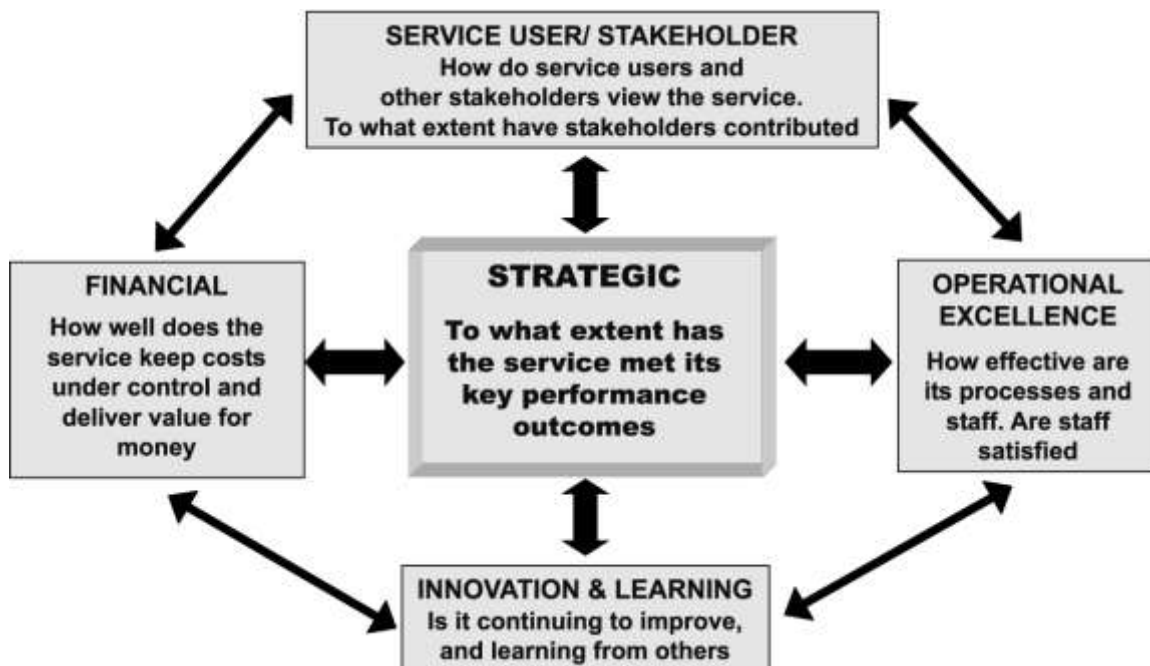 SERVICE USER/ STAKEHOLDER
How do service users and
other stakeholders view the service.
To what extent have stakeholders contributed
FINANCIAL
How well does the
service keep costs
under control and
deliver value for
money
STRATEGIC
To what extent has
the service met its
key performance
outcomes
OPERATIONAL
EXCELLENCE
How effective are
its processes and
staff. Are staff
satisfied
INNOVATION & LEARNING
Is it continuing to improve,
and learning from others